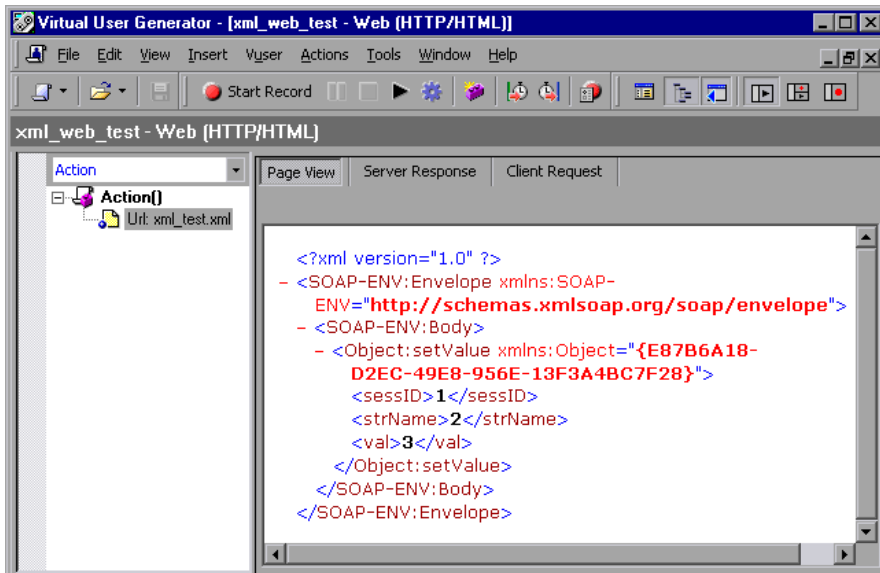 Virtual User Generator - [xml_web_test - Web (HTTP/HTML)]
File Edit View Insert Vuser Actions Tools Window Help
Start Record
xml_web_test - Web (HTTP/HTML)
Action
Page View Server Response Client Request
Action()
Url: xml_test.xml
<?xml version="1.0" ?>
- <SOAP-ENV:Envelope xmlns:SOAP-
ENV="http://schemas.xmlsoap.org/soap/envelope">
- <SOAP-ENV:Body>
- <Object:setValue xmlns:Object="{E87B6A18-
D2EC-49E8-956E-13F3A4BC7F28}">
<sessID>1</sessID>
<strName>2</strName>
<val>3</val>
</Object:setValue>
</SOAP-ENV:Body>
</SOAP-ENV:Envelope>